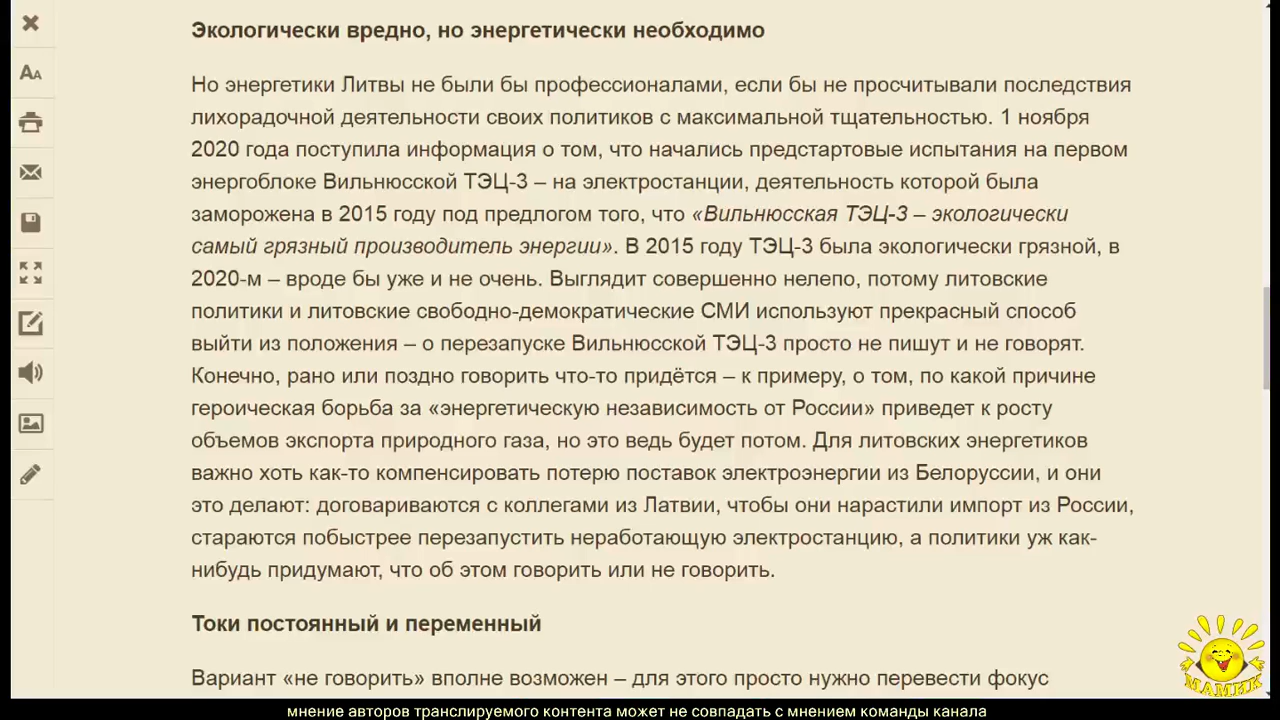 Экологически вредно, но энергетически необходимо
Но энергетики Литвы не были бы профессионалами, если бы не просчитывали последствия
лихорадочной деятельности своих политиков с максимальной тщательностью. 1 ноября
2020 года поступила информация о том, что начались предстартовые испытания на первом
энергоблоке Вильнюсской ТЭЦ-3 – на электростанции, деятельность которой была
заморожена в 2015 году под предлогом того, что «Вильнюсская ТЭЦ-3 – экологически
самый грязный производитель энергии». В 2015 году ТЭЦ-3 была экологически грязной, в
2020-м – вроде бы уже и не очень. Выглядит совершенно нелепо, потому литовские
политики и литовские свободно-демократические СМИ используют прекрасный способ
выйти из положения – о перезапуске Вильнюсской ТЭЦ-3 просто не пишут и не говорят.
Конечно, рано или поздно говорить что-то придётся – к примеру, о том, по какой причине
героическая борьба за «энергетическую независимость от России» приведет к росту
объемов экспорта природного газа, но это ведь будет потом. Для литовских энергетиков
важно хоть как-то компенсировать потерю поставок электроэнергии из Белоруссии, и они
это делают: договариваются с коллегами из Латвии, чтобы они нарастили импорт из России,
стараются побыстрее перезапустить неработающую электростанцию, а политики уж как-
нибудь придумают, что об этом говорить или не говорить.
Токи постоянный и переменный
Вариант «не говорить» вполне возможен – для этого просто нужно перевести фокус
МАМИК
мнение авторов транслируемого контента может не совпадать с мнением команды канала